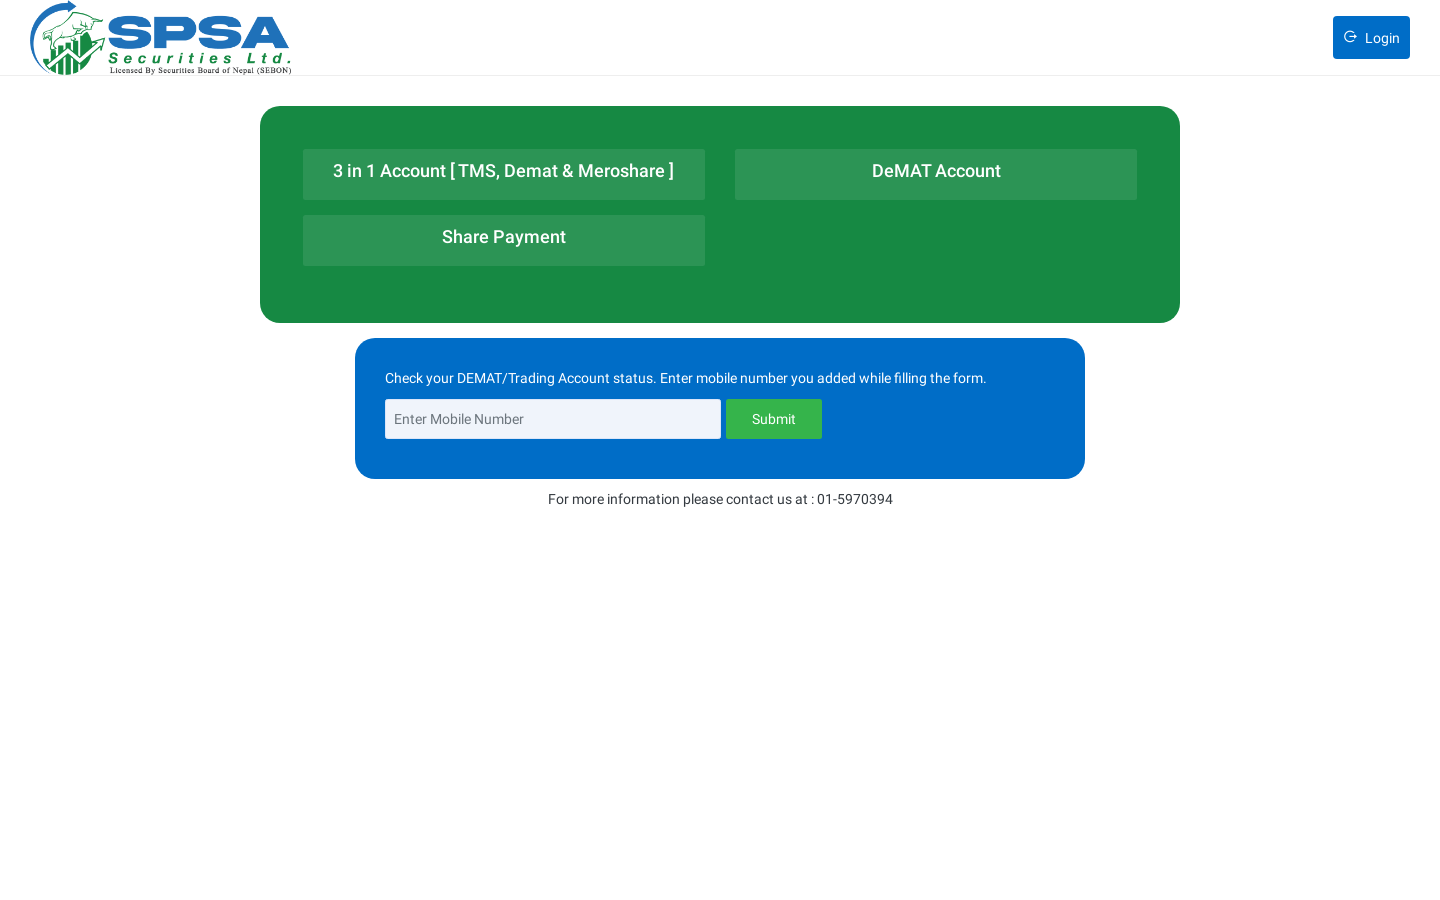 SPSA
Securities Ltd.
Licensed By Securities Board of Nepal (SEBON)
Login
3 in 1 Account [ TMS, Demat & Meroshare ]
DeMAT Account
Share Payment
Check your DEMAT/Trading Account status. Enter mobile number you added while filling the form.
Enter Mobile Number
Submit
For more information please contact us at : 01-5970394